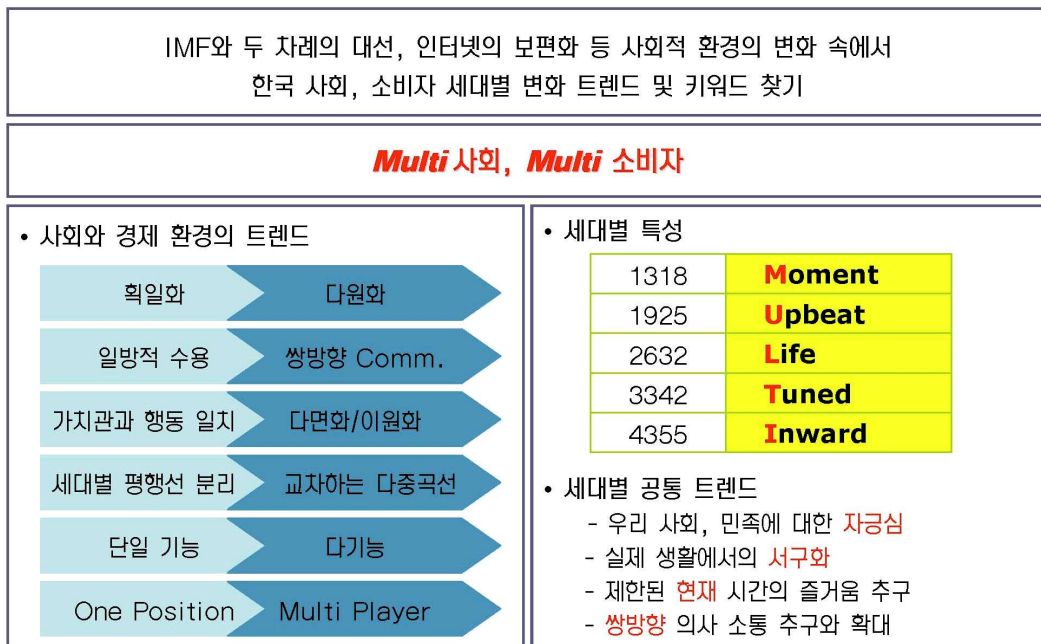 IMF와 두 차례의 대선, 인터넷의 보편화 등 사회적 환경의 변화 속에서
한국 사회, 소비자 세대별 변화 트렌드 및 키워드 찾기
Multi 사회, Multi 소비자
• 사회와 경제 환경의 트렌드
획일화 다원화
일방적 수용 쌍방향 Comm.
가치관과 행동 일치 다면화/이원화
세대별 평행선 분리 교차하는 다중곡선
단일 기능 다기능
One Position Multi Player
• 세대별 특성
1318 Moment
1925 Upbeat
2632 Life
3342 Tuned
4355 Inward
• 세대별 공통 트렌드
- 우리 사회, 민족에 대한 자긍심
- 실제 생활에서의 서구화
- 제한된 현재 시간의 즐거움 추구
- 쌍방향 의사 소통 추구와 확대